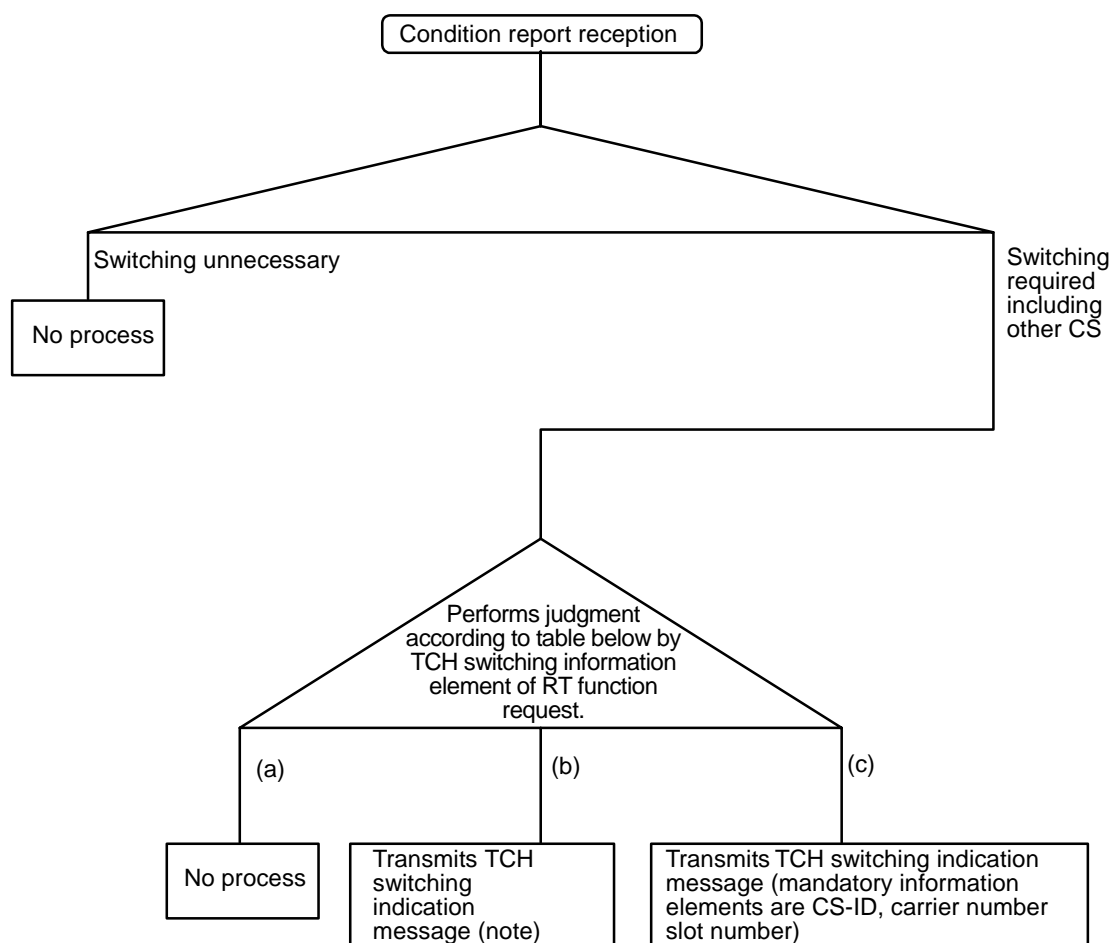 Condition report reception
Switching unnecessary
Switching
required
including
other CS
No process
Performs judgment
according to table below by
TCH switching information
element of RT function
request.
(a)
(b)
(c)
No process
Transmits TCH
switching
indication
message (note)
Transmits TCH switching indication
message (mandatory information
elements are CS-ID, carrier number
slot number)